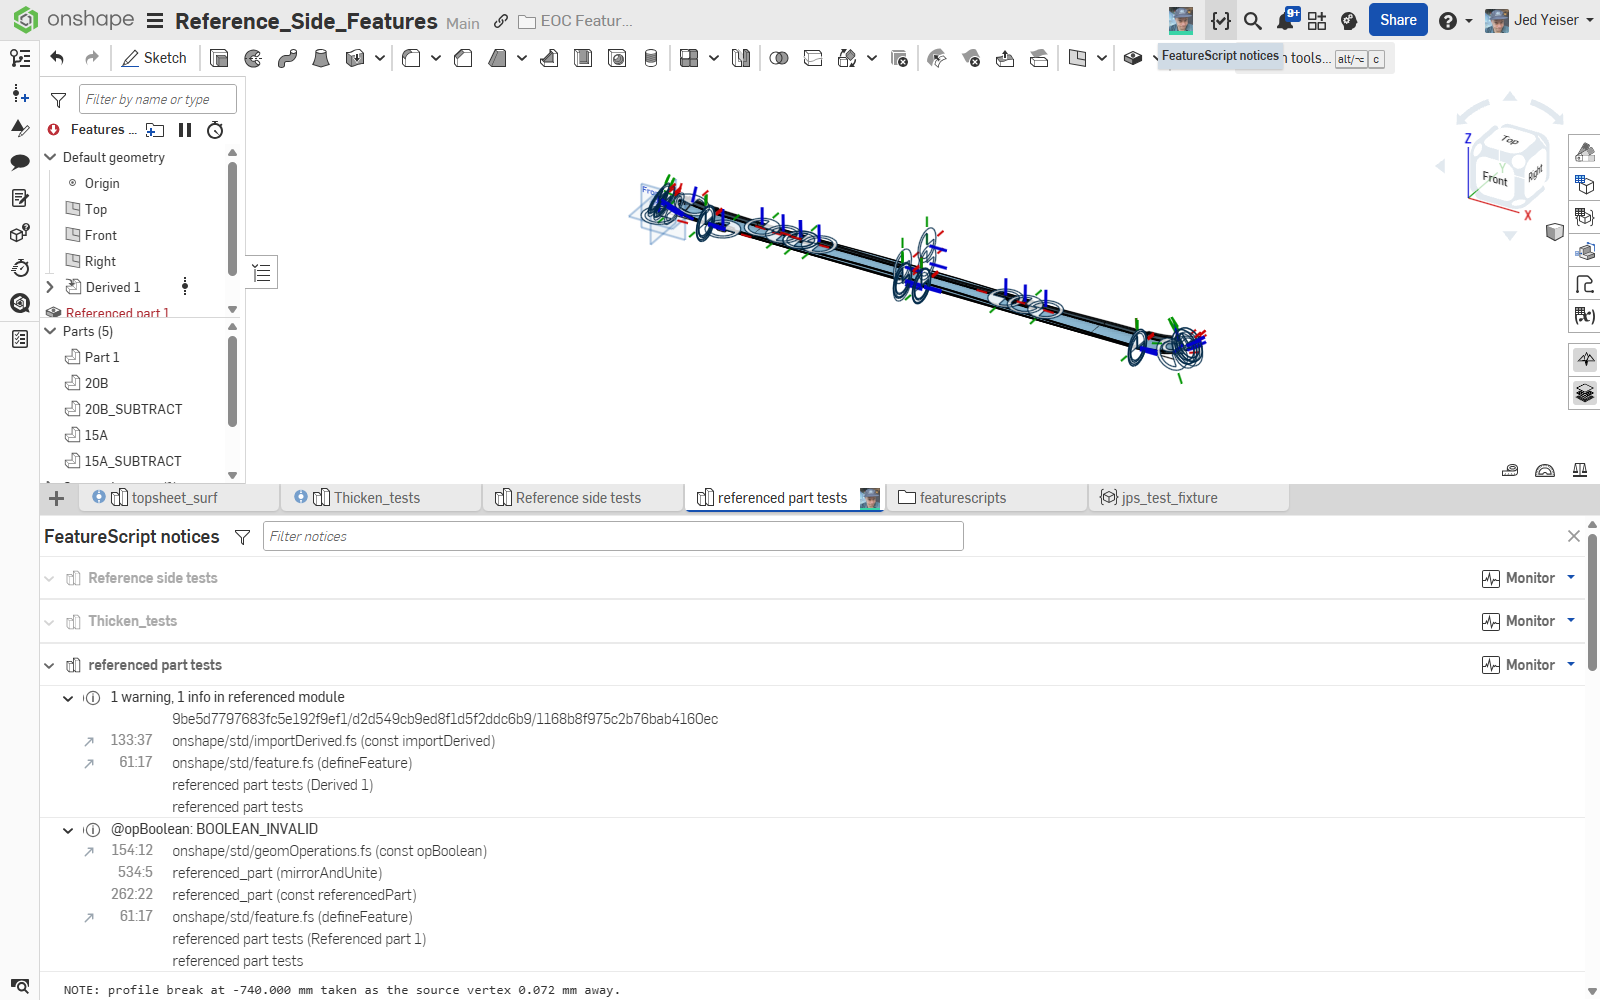 onshape
Reference_Side_Features Main EOC Featur...
9+
Share
Jed Yeiser
Sketch
FeatureScript notices
tools... alt/⌥ c
Filter by name or type
Features ...
Default geometry
Origin
Top
Front
Right
Derived 1
Referenced part 1
Parts (5)
Part 1
20B
20B_SUBTRACT
15A
15A_SUBTRACT
Z
Top
Y
Front
Right
X
topsheet_surf
Thicken_tests
Reference side tests
referenced part tests
featurescripts
jps_test_fixture
FeatureScript notices
Filter notices
Reference side tests
Monitor
Thicken_tests
Monitor
referenced part tests
Monitor
1 warning, 1 info in referenced module
9be5d7797683fc5e192f9ef1/d2d549cb9ed8f1d5f2ddc6b9/1168b8f975c2b76bab4160ec
133:37 onshape/std/importDerived.fs (const importDerived)
61:17 onshape/std/feature.fs (defineFeature)
referenced part tests (Derived 1)
referenced part tests
@opBoolean: BOOLEAN_INVALID
154:12 onshape/std/geomOperations.fs (const opBoolean)
534:5 referenced_part (mirrorAndUnite)
262:22 referenced_part (const referencedPart)
61:17 onshape/std/feature.fs (defineFeature)
referenced part tests (Referenced part 1)
referenced part tests
NOTE: profile break at -740.000 mm taken as the source vertex 0.072 mm away.